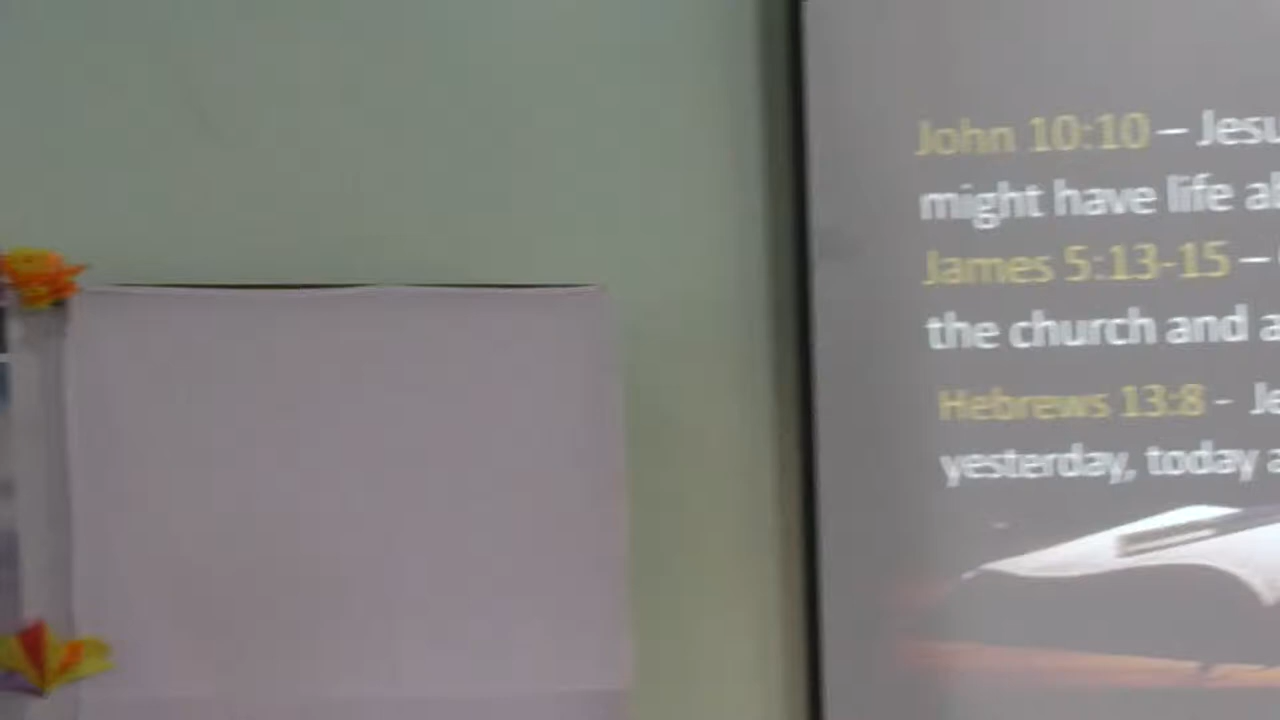 John 10:10 – Jesu
might have life
James 5:13-15 –
the church and a
Hebrews 13:8 - Je
yesterday, today a